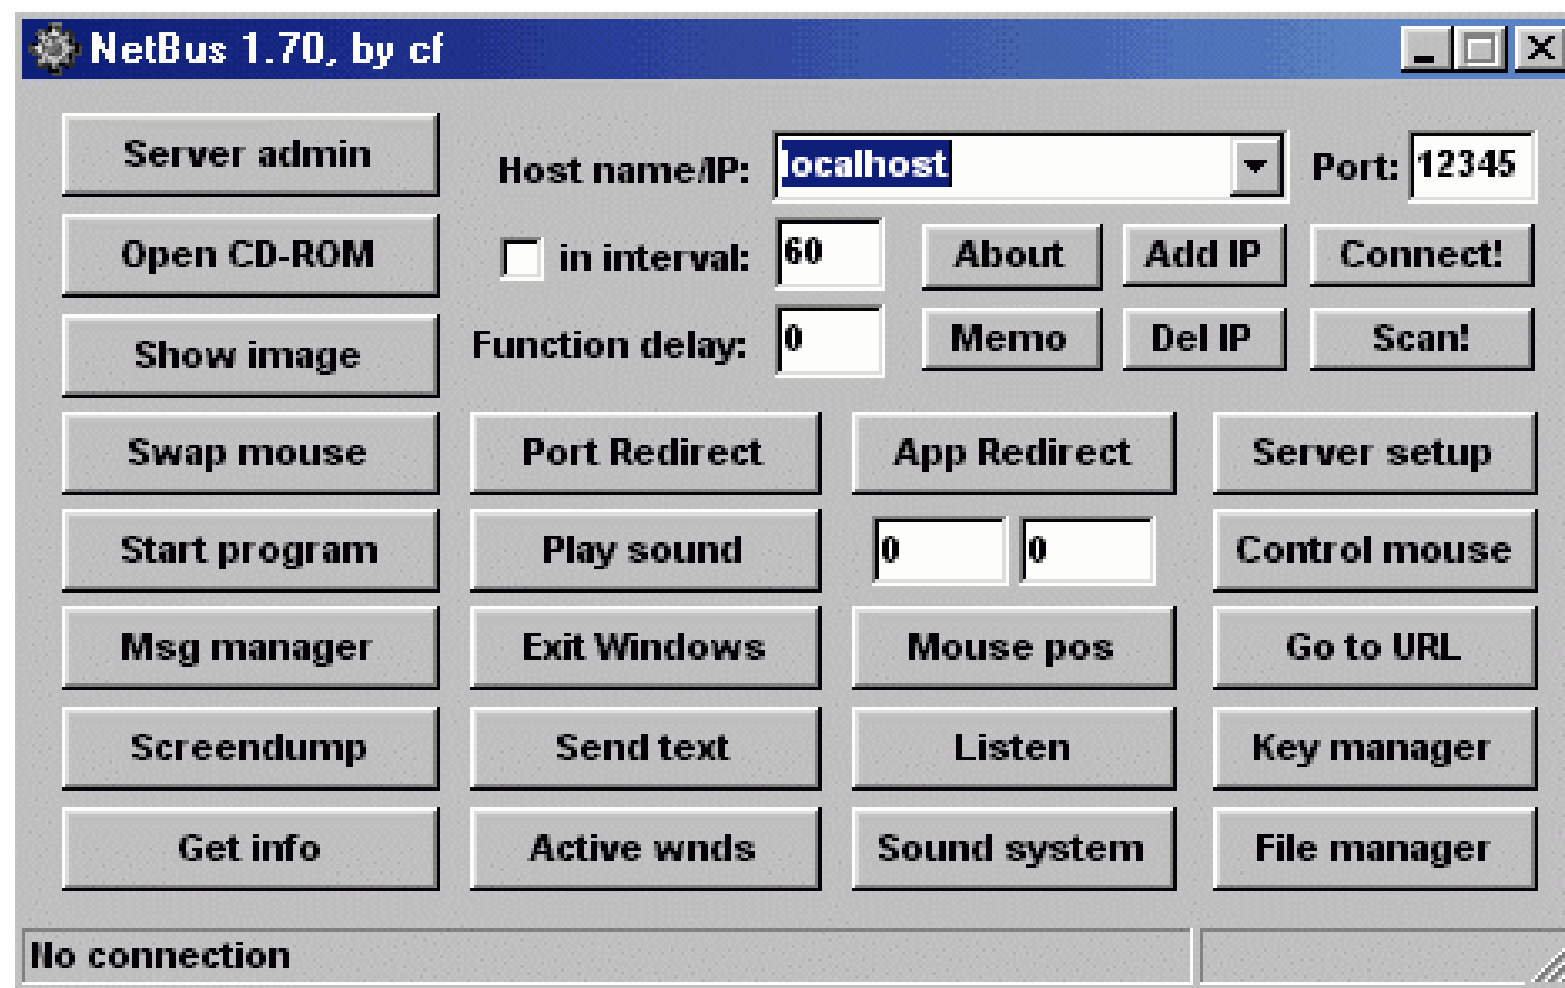 NetBus 1.70, by cf
Server admin
Host name/IP: localhost Port: 12345
Open CD-ROM
in interval: 60 About Add IP Connect!
Show image
Function delay: 0 Memo Del IP Scan!
Swap mouse Port Redirect App Redirect Server setup
Start program Play sound 0 0 Control mouse
Msg manager Exit Windows Mouse pos Go to URL
Screendump Send text Listen Key manager
Get info Active wnds Sound system File manager
No connection